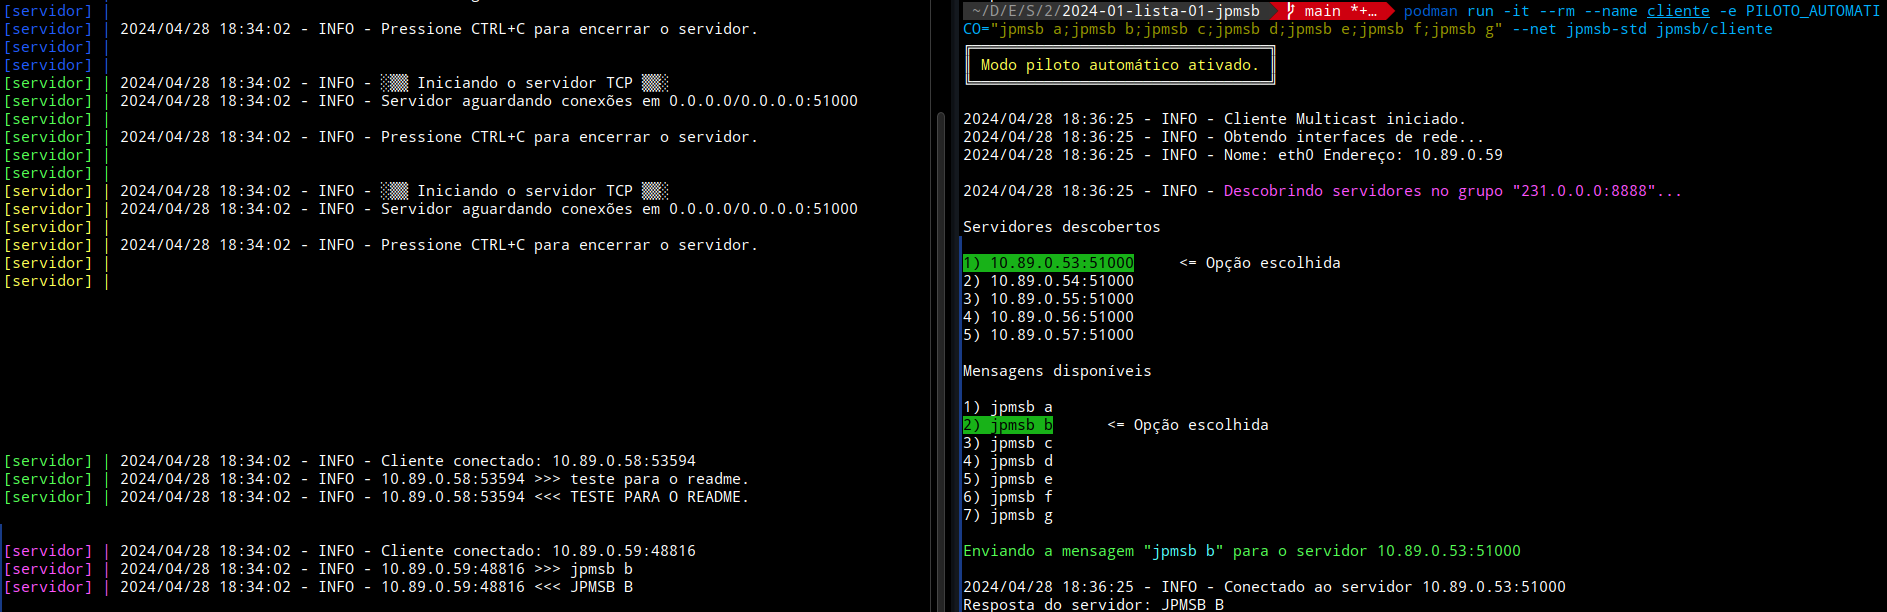 [servidor] |
[servidor] | 2024/04/28 18:34:02 - INFO - Pressione CTRL+C para encerrar o servidor.
[servidor] |
[servidor] |
[servidor] | 2024/04/28 18:34:02 - INFO - ░▒▓ Iniciando o servidor TCP ▓▒░
[servidor] | 2024/04/28 18:34:02 - INFO - Servidor aguardando conexões em 0.0.0.0/0.0.0.0:51000
[servidor] |
[servidor] | 2024/04/28 18:34:02 - INFO - Pressione CTRL+C para encerrar o servidor.
[servidor] |
[servidor] |
[servidor] | 2024/04/28 18:34:02 - INFO - ░▒▓ Iniciando o servidor TCP ▓▒░
[servidor] | 2024/04/28 18:34:02 - INFO - Servidor aguardando conexões em 0.0.0.0/0.0.0.0:51000
[servidor] |
[servidor] | 2024/04/28 18:34:02 - INFO - Pressione CTRL+C para encerrar o servidor.
[servidor] |
[servidor] |
[servidor] | 2024/04/28 18:34:02 - INFO - Cliente conectado: 10.89.0.58:53594
[servidor] | 2024/04/28 18:34:02 - INFO - 10.89.0.58:53594 >>> teste para o readme.
[servidor] | 2024/04/28 18:34:02 - INFO - 10.89.0.58:53594 <<< TESTE PARA O README.
[servidor] | 2024/04/28 18:34:02 - INFO - Cliente conectado: 10.89.0.59:48816
[servidor] | 2024/04/28 18:34:02 - INFO - 10.89.0.59:48816 >>> jpmsb b
[servidor] | 2024/04/28 18:34:02 - INFO - 10.89.0.59:48816 <<< JPMSB B
~/D/E/S/2/2024-01-lista-01-jpmsb main *+… podman run -it --rm --name cliente -e PILOTO_AUTOMATI
CO="jpmsb a;jpmsb b;jpmsb c;jpmsb d;jpmsb e;jpmsb f;jpmsb g" --net jpmsb-std jpmsb/cliente
Modo piloto automático ativado.
2024/04/28 18:36:25 - INFO - Cliente Multicast iniciado.
2024/04/28 18:36:25 - INFO - Obtendo interfaces de rede...
2024/04/28 18:36:25 - INFO - Nome: eth0 Endereço: 10.89.0.59
2024/04/28 18:36:25 - INFO - Descobrindo servidores no grupo "231.0.0.0:8888"...
Servidores descobertos
1) 10.89.0.53:51000 <= Opção escolhida
2) 10.89.0.54:51000
3) 10.89.0.55:51000
4) 10.89.0.56:51000
5) 10.89.0.57:51000
Mensagens disponíveis
1) jpmsb a
2) jpmsb b <= Opção escolhida
3) jpmsb c
4) jpmsb d
5) jpmsb e
6) jpmsb f
7) jpmsb g
Enviando a mensagem "jpmsb b" para o servidor 10.89.0.53:51000
2024/04/28 18:36:25 - INFO - Conectado ao servidor 10.89.0.53:51000
Resposta do servidor: JPMSB B